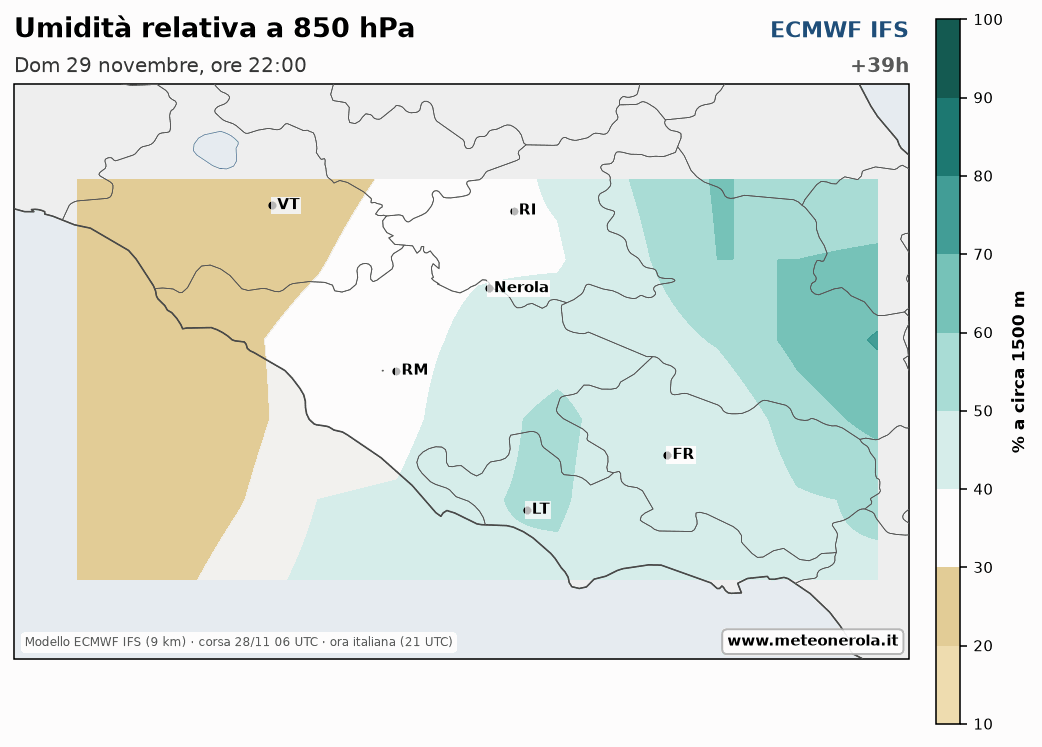 Umidità relativa a 850 hPa
ECMWF IFS
Dom 29 novembre, ore 22:00
+39h
100
90
80
70
60
50
40
30
20
10
% a circa 1500 m
VT
RI
Nerola
RM
FR
LT
Modello ECMWF IFS (9 km) · corsa 28/11 06 UTC · ora italiana (21 UTC)
www.meteonerola.it